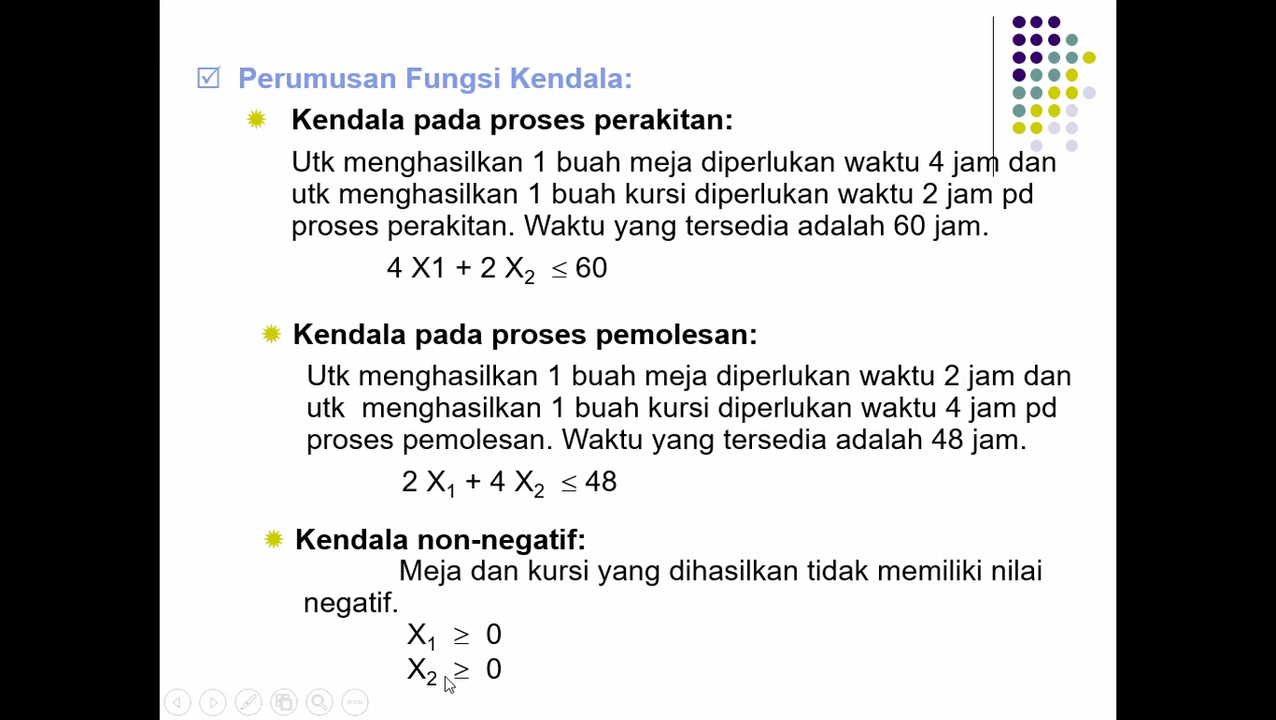 Perumusan Fungsi Kendala:
Kendala pada proses perakitan:
Utk menghasilkan 1 buah meja diperlukan waktu 4 jam dan
utk menghasilkan 1 buah kursi diperlukan waktu 2 jam pd
proses perakitan. Waktu yang tersedia adalah 60 jam.
4 X1 + 2 X₂ ≤ 60
Kendala pada proses pemolesan:
Utk menghasilkan 1 buah meja diperlukan waktu 2 jam dan
utk menghasilkan 1 buah kursi diperlukan waktu 4 jam pd
proses pemolesan. Waktu yang tersedia adalah 48 jam.
2 X₁ + 4 X₂ ≤ 48
Kendala non-negatif:
Meja dan kursi yang dihasilkan tidak memiliki nilai
negatif.
X₁ ≥ 0
X₂ ≥ 0